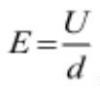 E = U/d